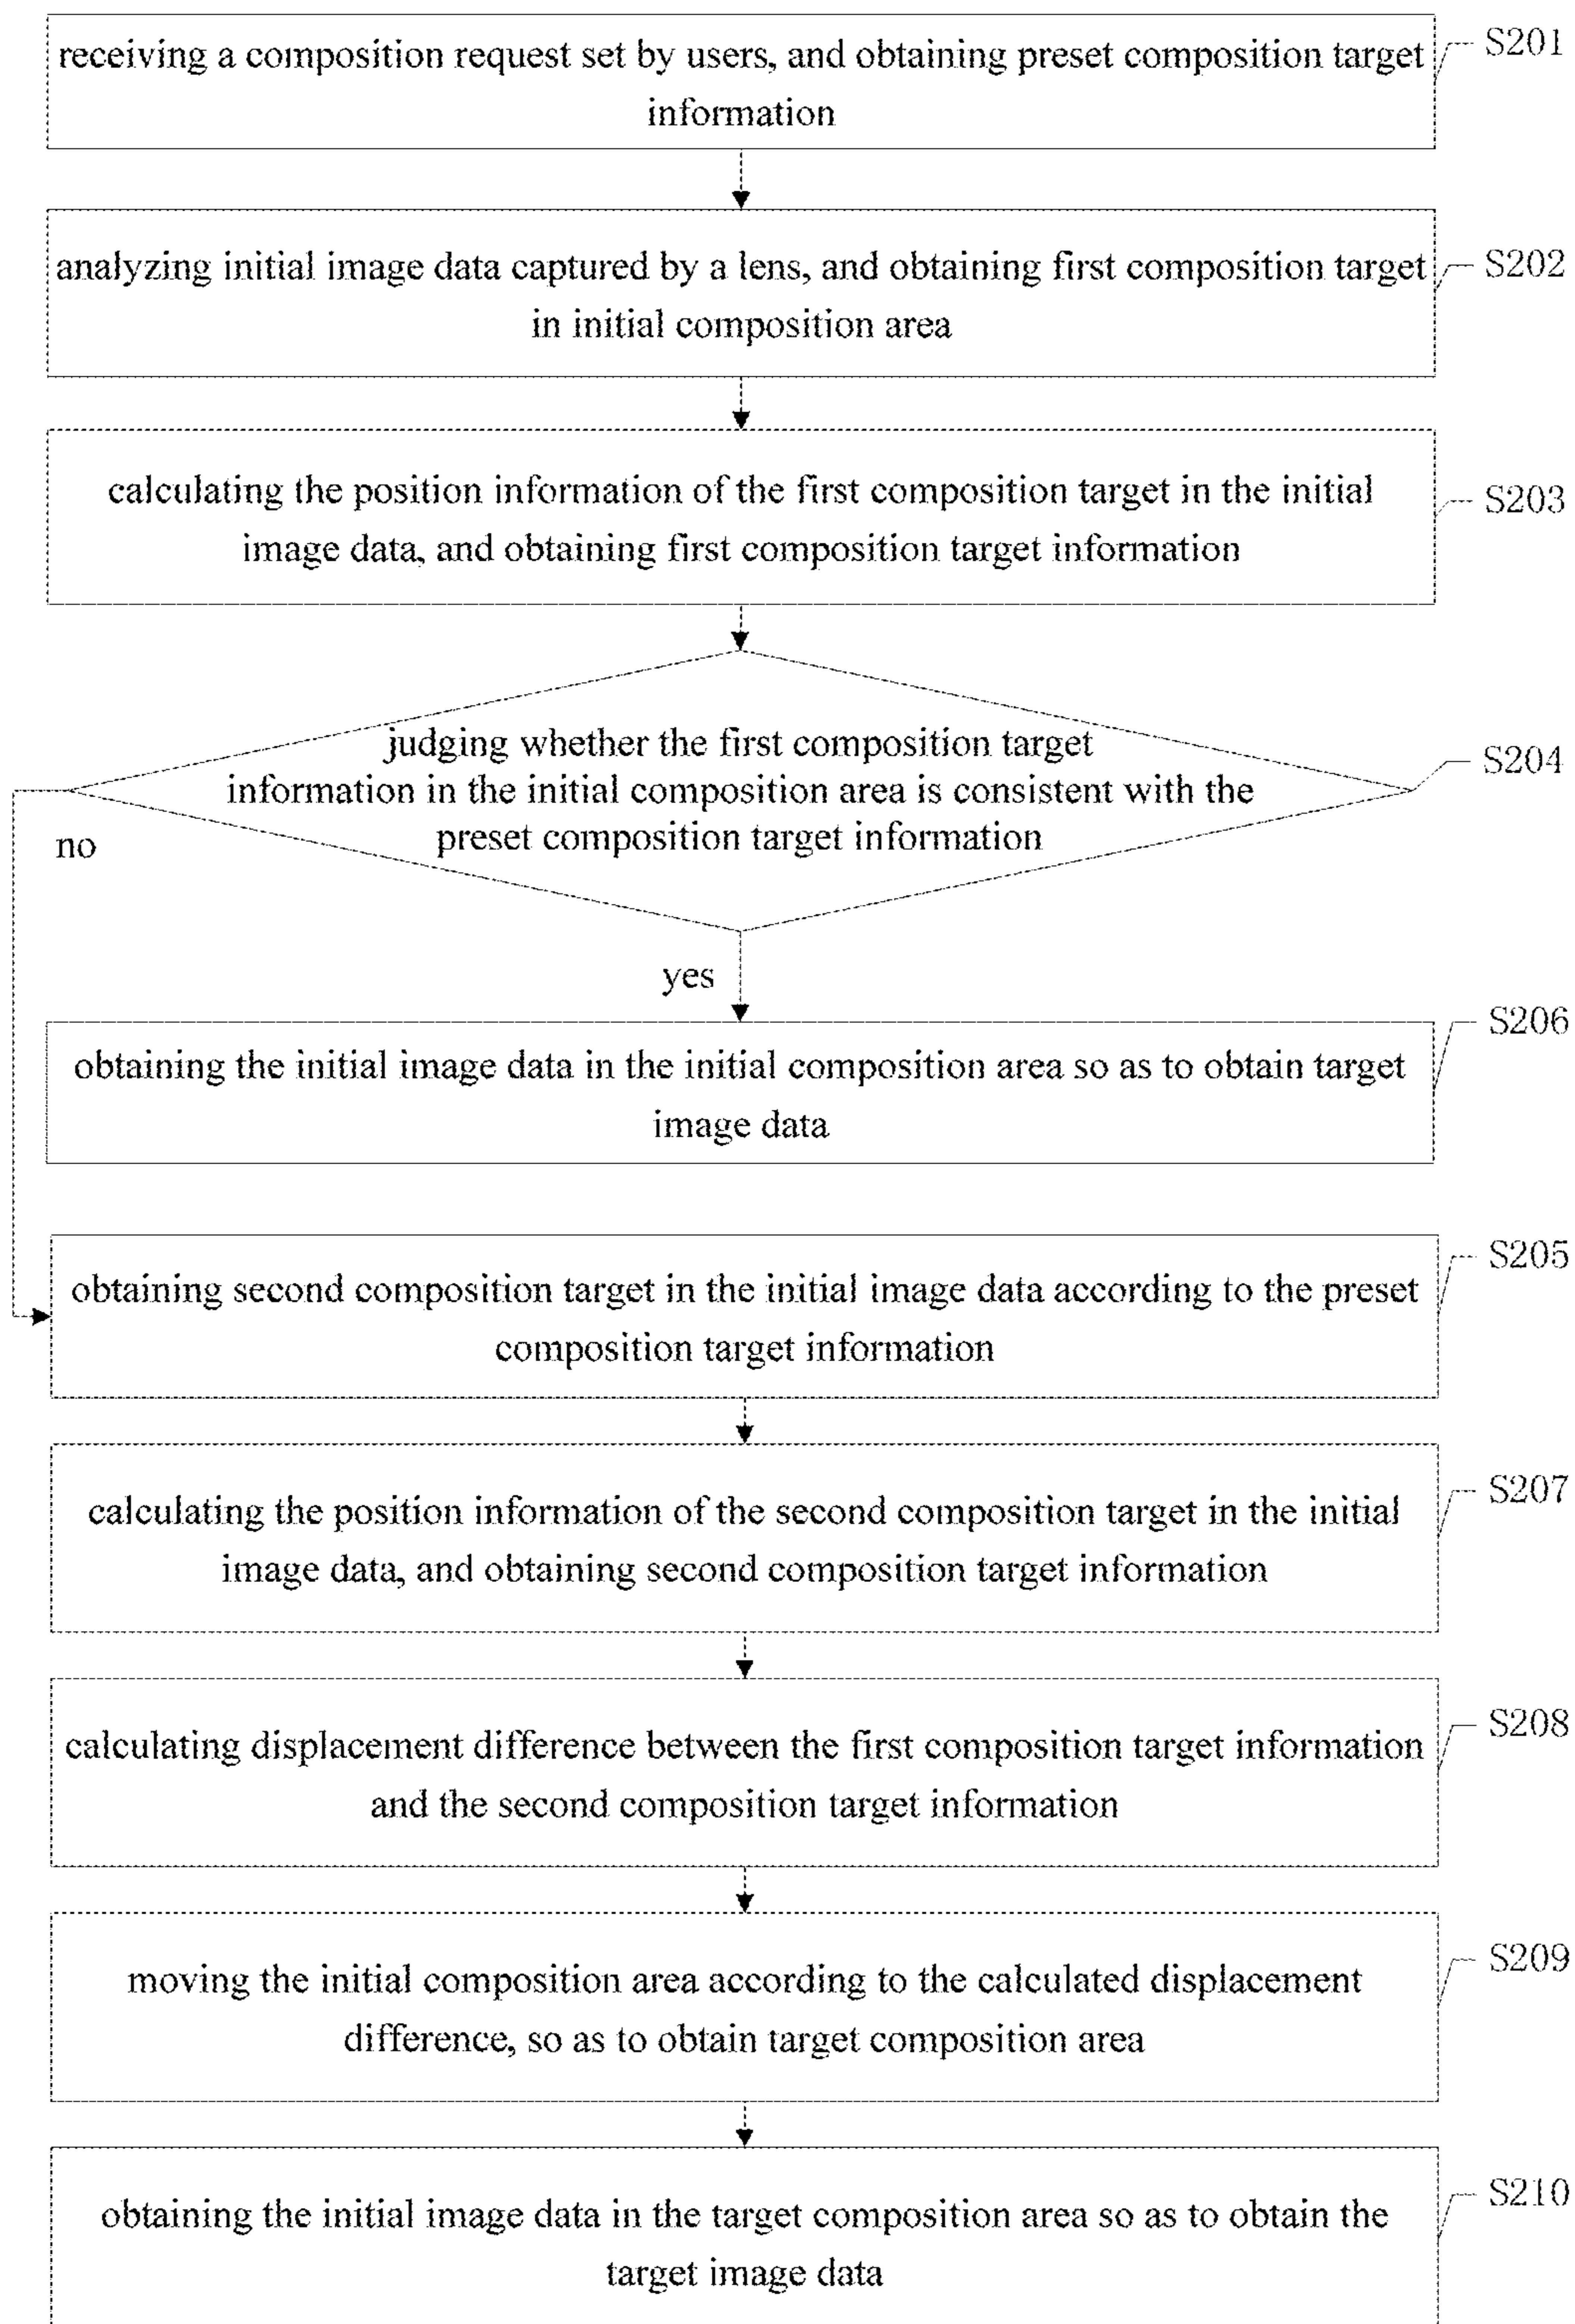 receiving a composition request set by users, and obtaining preset composition target
information
S201
analyzing initial image data captured by a lens, and obtaining first composition target
in initial composition area
S202
calculating the position information of the first composition target in the initial
image data, and obtaining first composition target information
S203
judging whether the first composition target
information in the initial composition area is consistent with the
preset composition target information
S204
no
yes
obtaining the initial image data in the initial composition area so as to obtain target
image data
S206
obtaining second composition target in the initial image data according to the preset
composition target information
S205
calculating the position information of the second composition target in the initial
image data, and obtaining second composition target information
S207
calculating displacement difference between the first composition target information
and the second composition target information
S208
moving the initial composition area according to the calculated displacement
difference, so as to obtain target composition area
S209
obtaining the initial image data in the target composition area so as to obtain the
target image data
S210